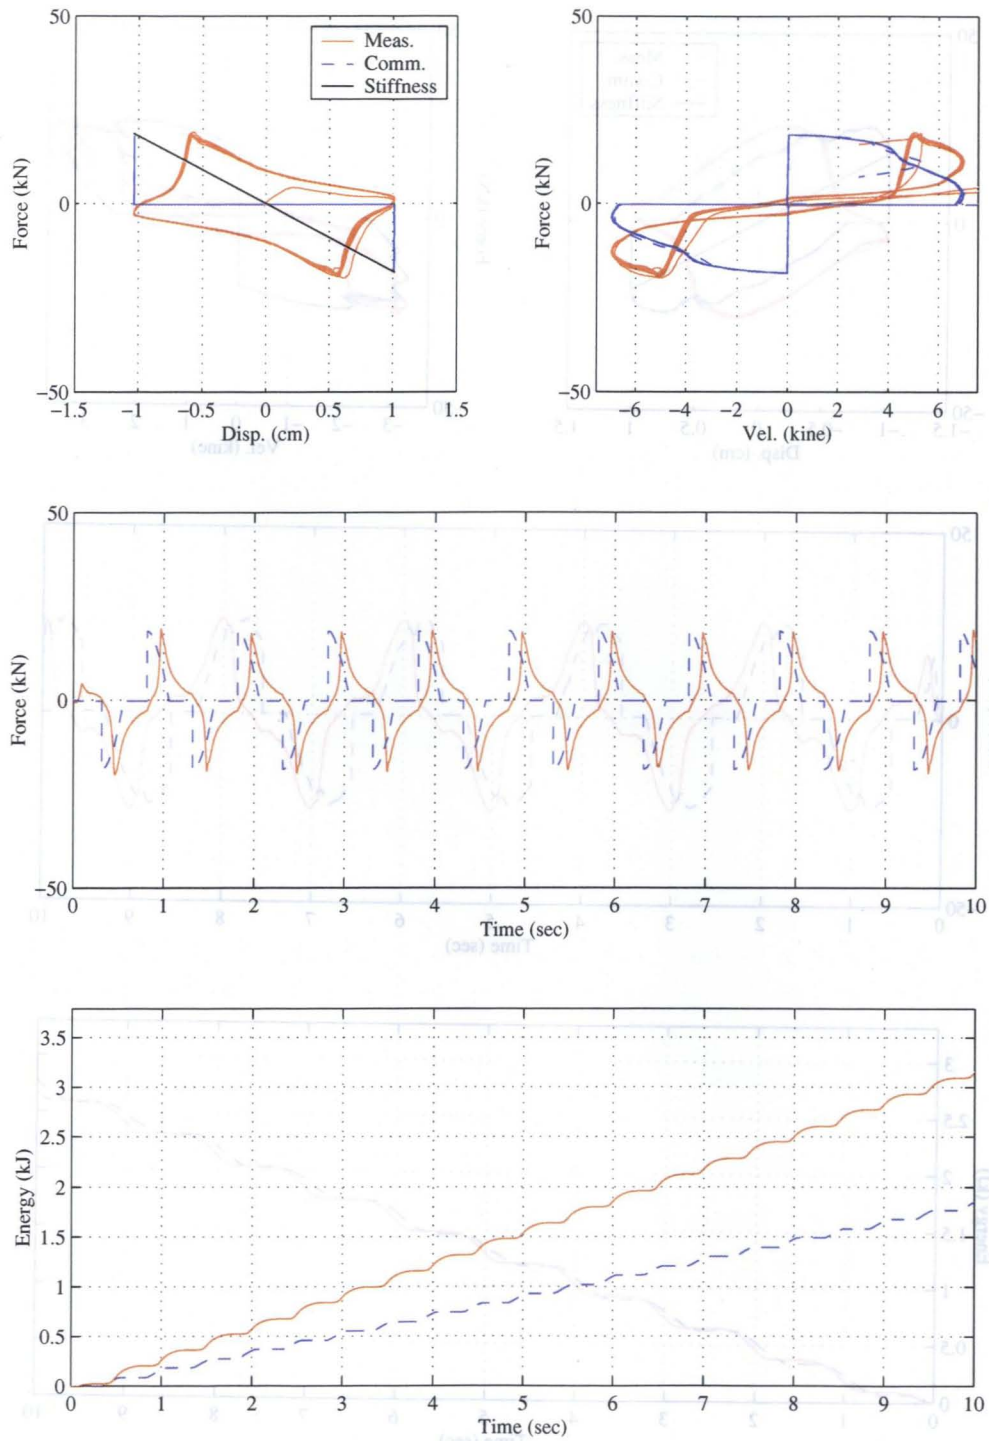 50
Meas.
Comm.
Stiffness
0
−50
Force (kN)
−1.5 −1 −0.5 0 0.5 1 1.5
Disp. (cm)
50
0
−50
Force (kN)
−6 −4 −2 0 2 4 6
Vel. (kine)
50
0
−50
Force (kN)
0 1 2 3 4 5 6 7 8 9 10
Time (sec)
3.5
3
2.5
2
1.5
1
0.5
0
Energy (kJ)
0 1 2 3 4 5 6 7 8 9 10
Time (sec)